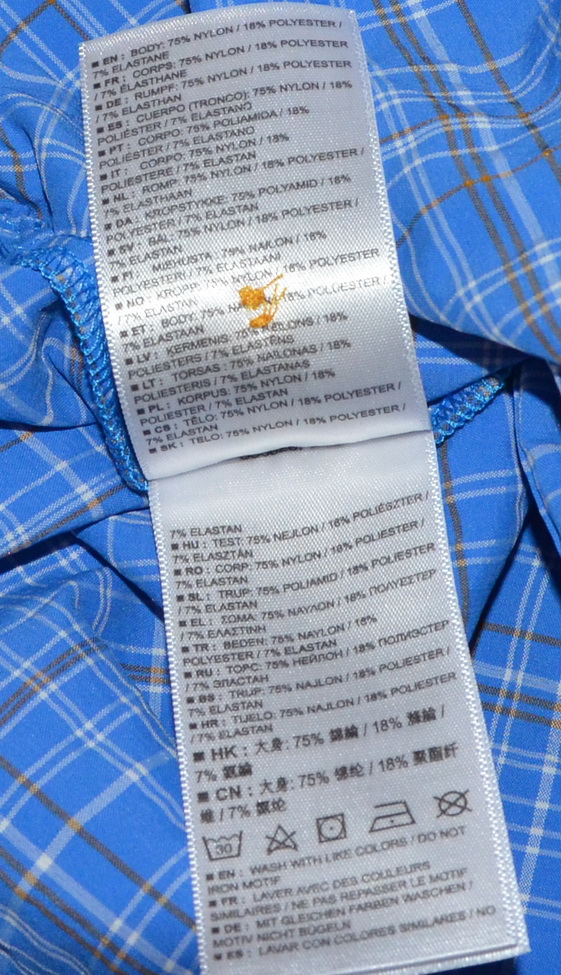 ■ EN : BODY: 75% NYLON / 18% POLYESTER /
7% ELASTANE
■ FR : CORPS: 75% NYLON / 18% POLYESTER
/ 7% ÉLASTHANE
■ DE : RUMPF: 75% NYLON / 18% POLYESTER
/ 7% ELASTHAN
■ ES : CUERPO (TRONCO): 75% NYLON / 18%
POLIÉSTER / 7% ELASTANO
■ PT : CORPO: 75% POLIAMIDA / 18%
POLIÉSTER / 7% ELASTANO
■ IT : CORPO: 75% NYLON / 18%
POLIESTERE / 7% ELASTAN
■ NL : ROMP: 75% NYLON / 18% POLYESTER /
7% ELASTHAAN
■ DA : KROPSTYKKE: 75% POLYAMID / 18%
POLYESTER / 7% ELASTAN
■ SV : BÅL: 75% NYLON / 18% POLYESTER /
7% ELASTAN
■ FI : MIEHUSTA: 75% NAILON / 18%
POLYESTERI / 7% ELASTAANI
■ NO : KROPP: 75% NYLON / 18% POLYESTER
/ 7% ELASTAN
■ ET : BODY: 75% / 18% POLÜESTER /
7% ELASTAAN
■ LV : ĶERMENIS: 75% NEILONS / 18%
POLIESTERS / 7% ELASTĒNS
■ LT : TORSAS: 75% NAILONAS / 18%
POLIESTERIS / 7% ELASTANAS
■ PL : KORPUS: 75% NYLON / 18%
POLIESTER / 7% ELASTAN
■ CS : TĚLO: 75% NYLON / 18% POLYESTER /
7% ELASTAN
■ SK : TELO: 75% NYLON / 18% POLYESTER /
7% ELASTAN
■ HU : TEST: 75% NEJLON / 18% POLIÉSZTER /
7% ELASZTÁN
■ RO : CORP: 75% NYLON / 18% POLIESTER /
7% ELASTAN
■ SL : TRUP: 75% POLIAMID / 18% POLIESTER
/ 7% ELASTAN
■ EL : ΣΩΜΑ: 75% ΝΑΥΛΟΝ / 18% ΠΟΛΥΕΣΤΕΡ
/ 7% ΕΛΑΣΤΙΝΗ
■ TR : BEDEN: 75% NAYLON / 18%
POLYESTER / 7% ELASTAN
■ RU : ТОРС: 75% НЕЙЛОН / 18% ПОЛИЭСТЕР
/ 7% ЭЛАСТАН
■ BS : TRUP: 75% NAJLON / 18% POLIESTER /
7% ELASTAN
■ HR : TIJELO: 75% NAJLON / 18% POLIESTER
/ 7% ELASTAN
■ HK : 大身: 75% 錦綸 / 18% 滌綸 /
7% 氨綸
■ CN : 大身: 75% 锦纶 / 18% 聚酯纤
维 / 7% 氨纶
30
■ EN : WASH WITH LIKE COLORS / DO NOT
IRON MOTIF
■ FR : LAVER AVEC DES COULEURS
SIMILAIRES / NE PAS REPASSER LE MOTIF
■ DE : MIT GLEICHEN FARBEN WASCHEN /
MOTIV NICHT BÜGELN
■ ES : LAVAR CON COLORES SIMILARES / NO